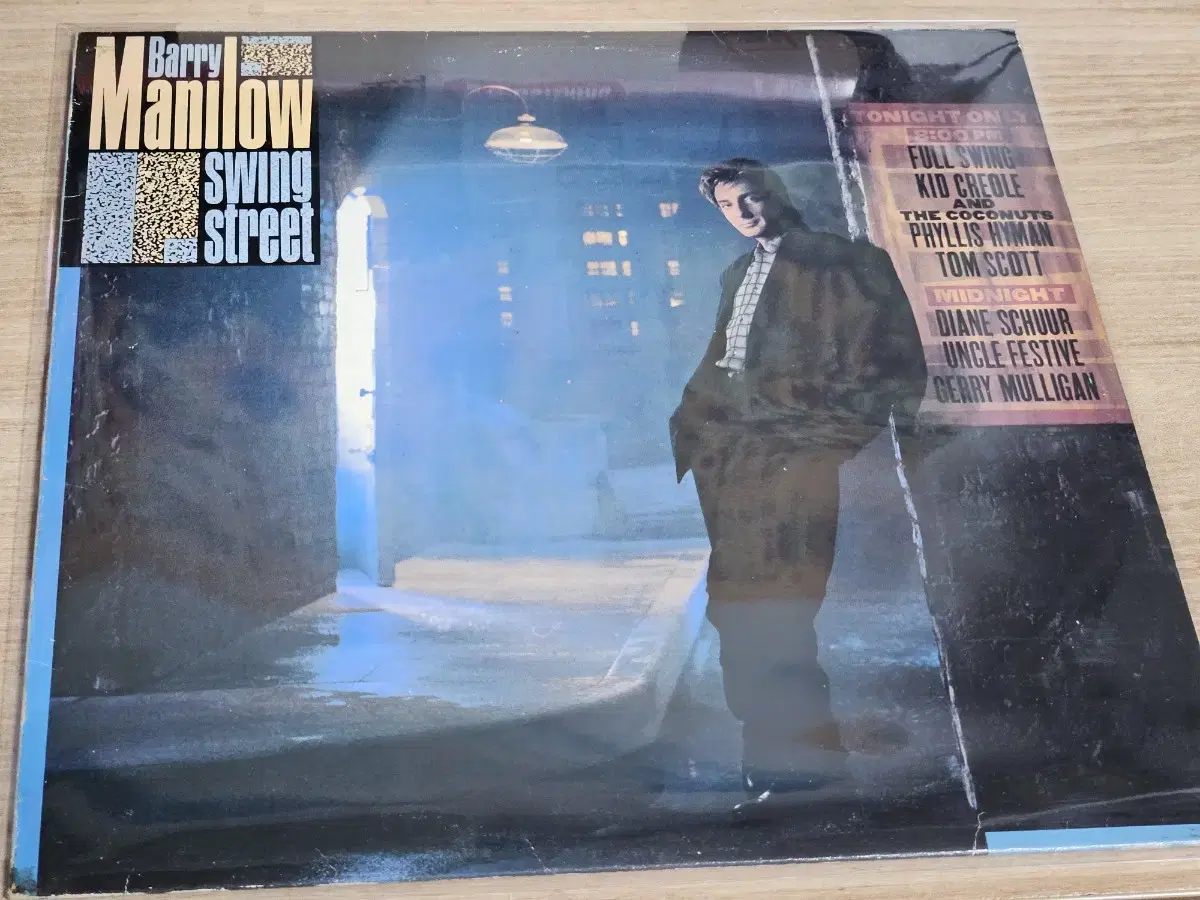 Barry
Manilow
swing
street
TONIGHT ONLY
8:00 PM
FULL SWING
KID CREOLE
AND
THE COCONUTS
PHYLLIS HYMAN
TOM SCOTT
MIDNIGHT
DIANE SCHUUR
UNCLE FESTIVE
GERRY MULLIGAN